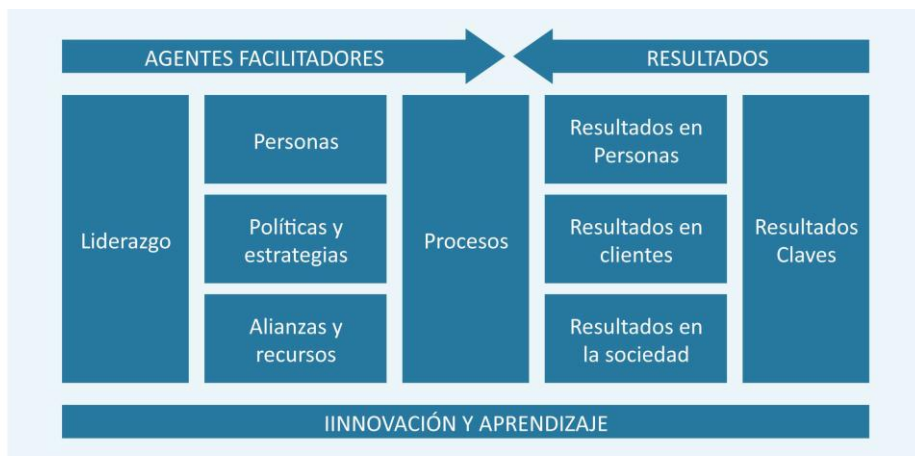 AGENTES FACILITADORES
RESULTADOS
Liderazgo
Personas
Políticas y
estrategias
Alianzas y
recursos
Procesos
Resultados en
Personas
Resultados en
clientes
Resultados en
la sociedad
Resultados
Claves
IINNOVACIÓN Y APRENDIZAJE